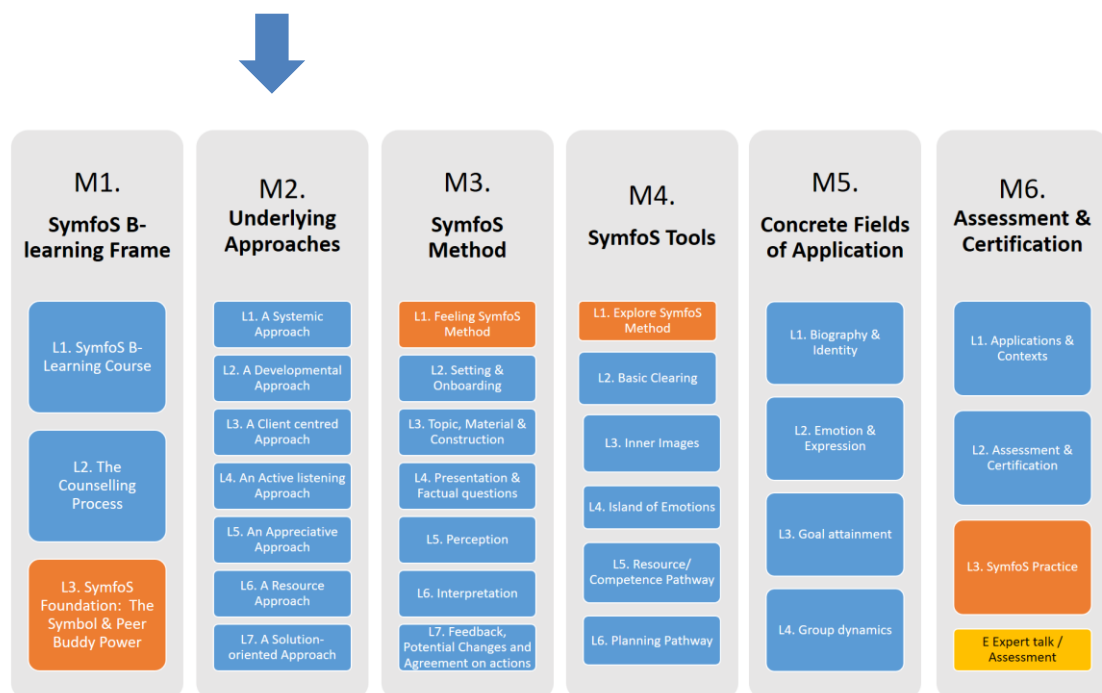 M1.
SymfoS B-
learning Frame
L1. SymfoS B-
Learning Course
L2. The
Counselling
Process
L3. SymfoS
Foundation: The
Symbol & Peer
Buddy Power
M2.
Underlying
Approaches
L1. A Systemic
Approach
L2. A Developmental
Approach
L3. A Client centred
Approach
L4. An Active listening
Approach
L5. An Appreciative
Approach
L6. A Resource
Approach
L7. A Solution-
oriented Approach
M3.
SymfoS
Method
L1. Feeling SymfoS
Method
L2. Setting &
Onboarding
L3. Topic, Material &
Construction
L4. Presentation &
Factual questions
L5. Perception
L6. Interpretation
L7. Feedback,
Potential Changes and
Agreement on actions
M4.
SymfoS Tools
L1. Explore SymfoS
Method
L2. Basic Clearing
L3. Inner Images
L4. Island of Emotions
L5. Resource/
Competence Pathway
L6. Planning Pathway
M5.
Concrete Fields
of Application
L1. Biography &
Identity
L2. Emotion &
Expression
L3. Goal attainment
L4. Group dynamics
M6.
Assessment &
Certification
L1. Applications &
Contexts
L2. Assessment &
Certification
L3. SymfoS Practice
E Expert talk /
Assessment